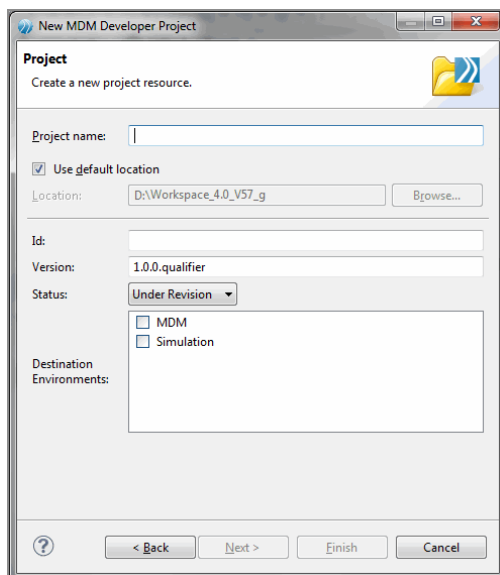 New MDM Developer Project
Project
Create a new project resource.
Project name:
Use default location
Location: D:\Workspace_4.0_V57_g Browse...
Id:
Version: 1.0.0.qualifier
Status: Under Revision
MDM
Simulation
Destination
Environments:
? < Back Next > Finish Cancel